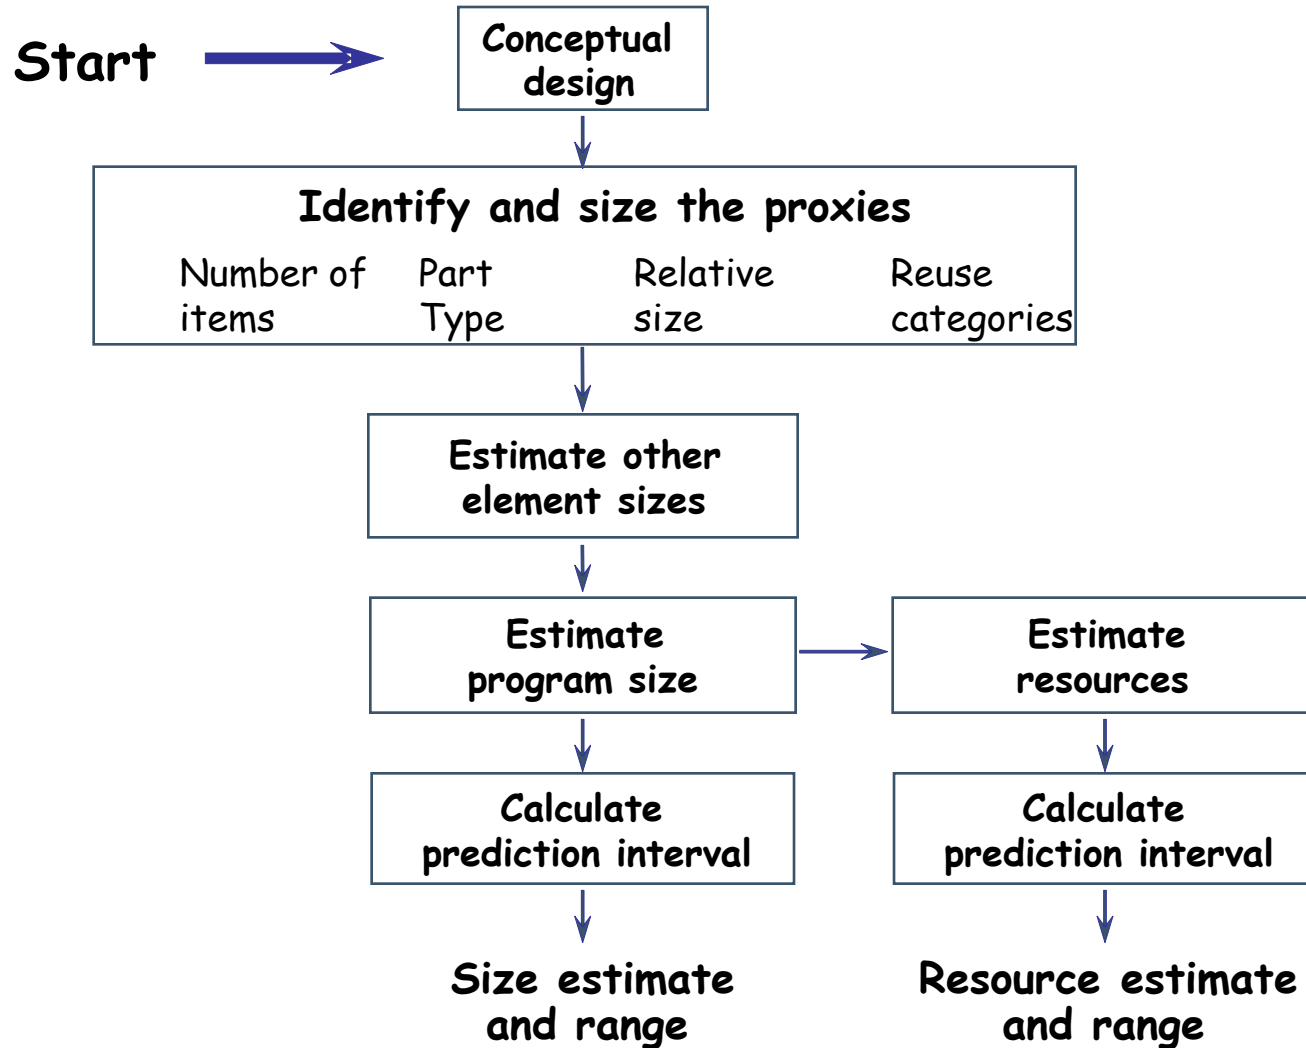 Start
Conceptual
design
Identify and size the proxies
Number of
items
Part
Type
Relative
size
Reuse
categories
Estimate other
element sizes
Estimate
program size
Estimate
resources
Calculate
prediction interval
Calculate
prediction interval
Size estimate
and range
Resource estimate
and range